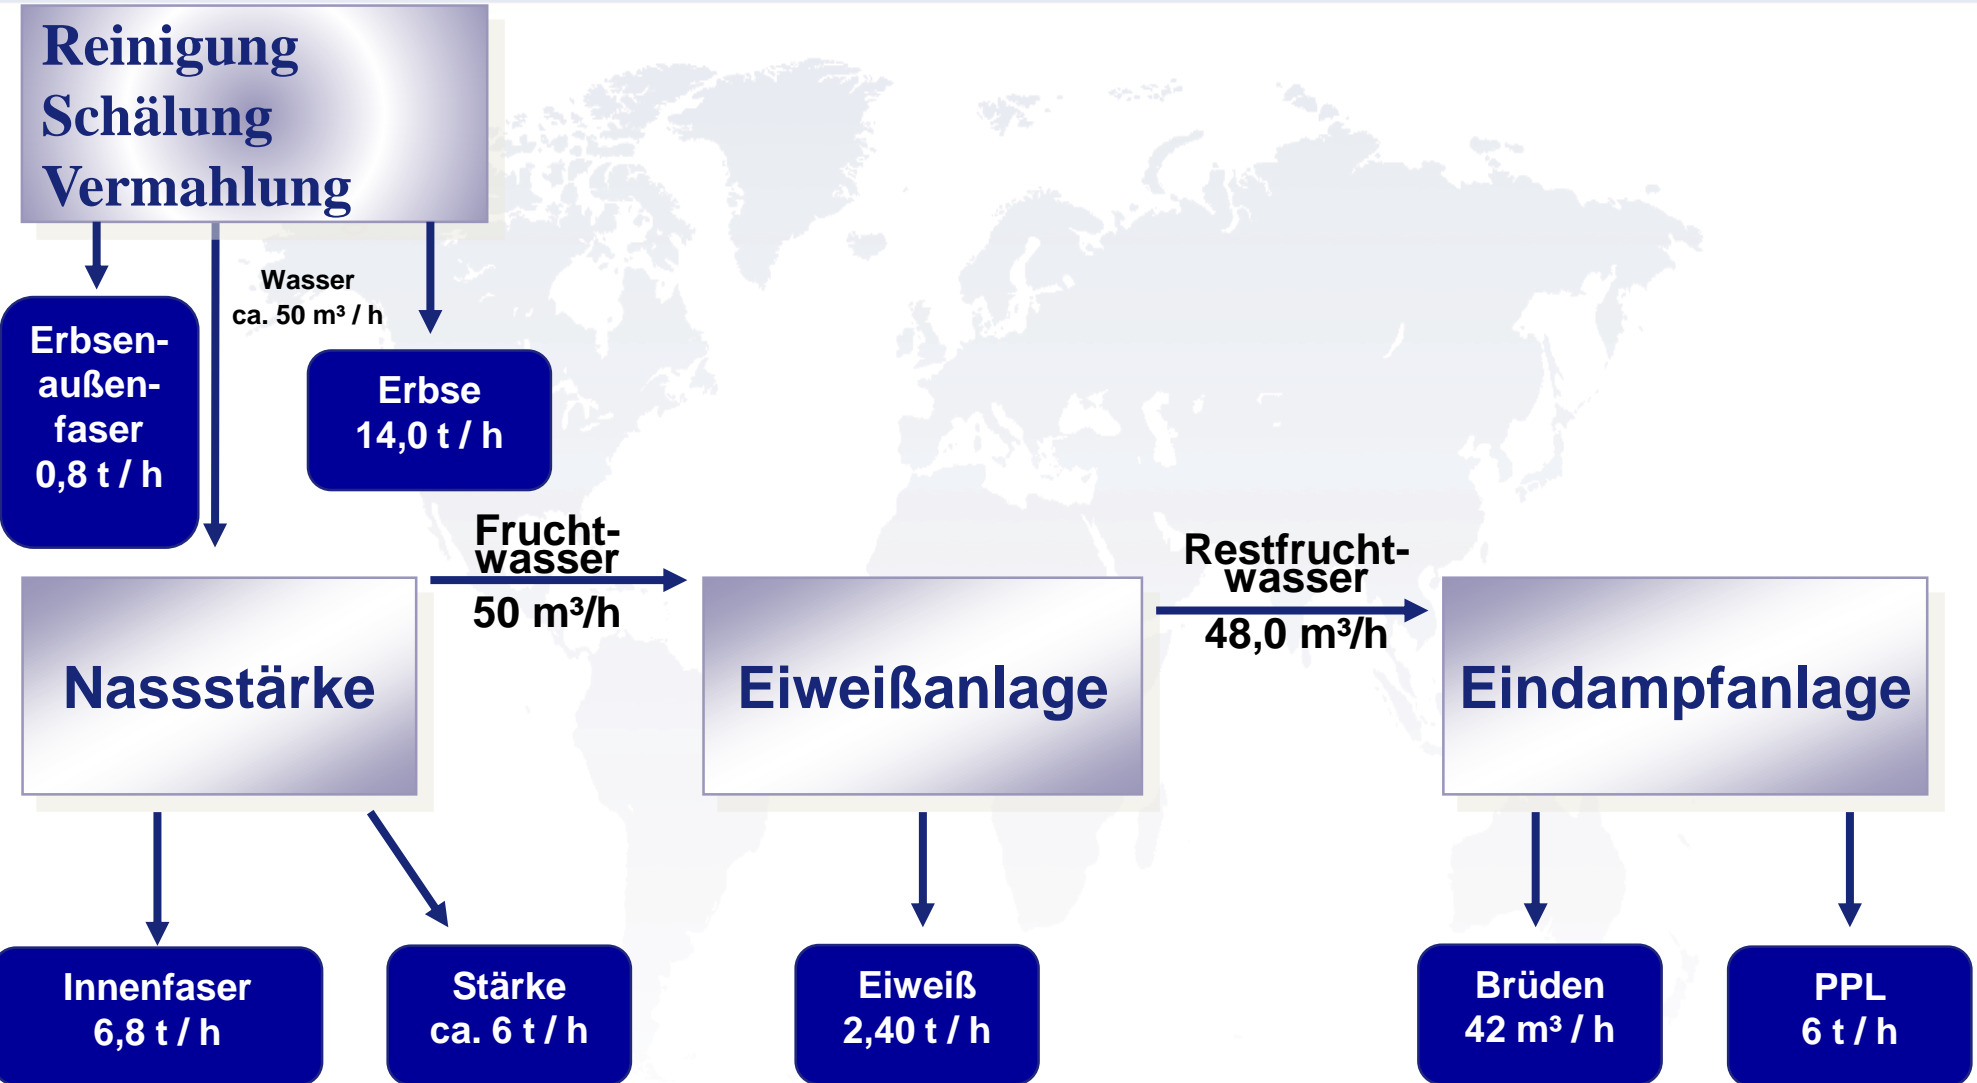 Reinigung
Schälung
Vermahlung
Wasser
ca. 50 m³ / h
Erbsen-
außen-
faser
0,8 t / h
Erbse
14,0 t / h
Frucht-
wasser
50 m³/h
Restfrucht-
wasser
48,0 m³/h
Nassstärke
Eiweißanlage
Eindampfanlage
Innenfaser
6,8 t / h
Stärke
ca. 6 t / h
Eiweiß
2,40 t / h
Brüden
42 m³ / h
PPL
6 t / h